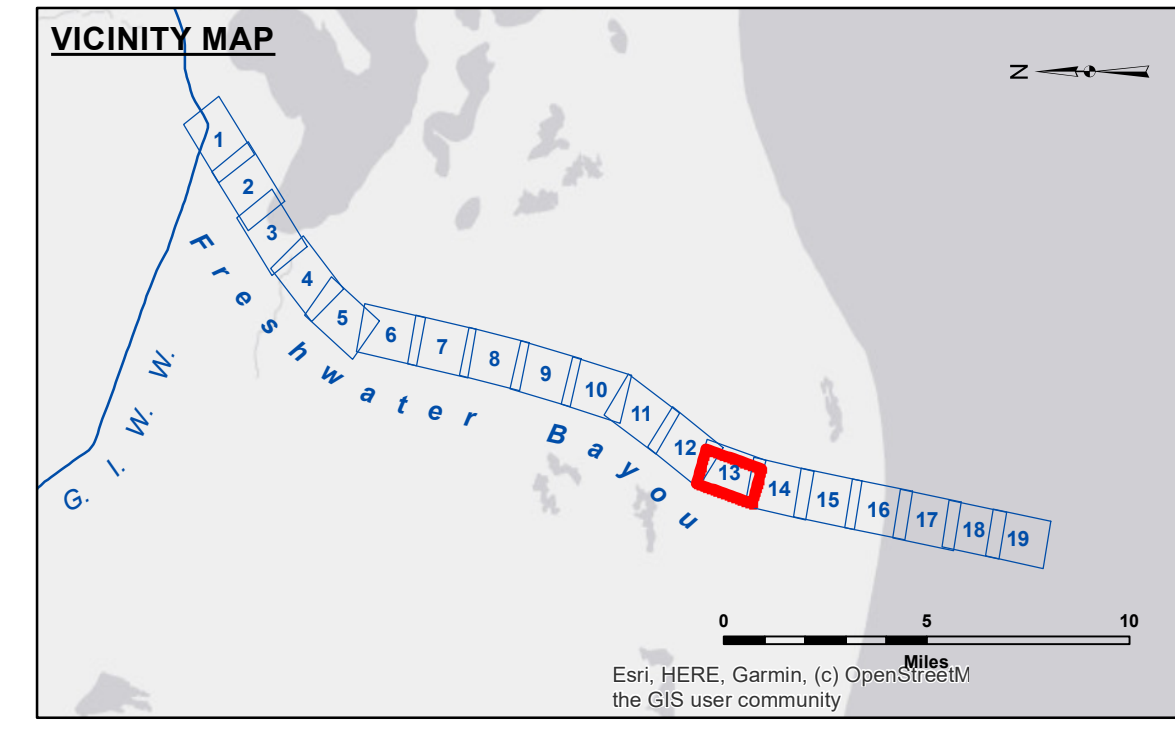 VICINITY MAP
N
1
2
3
4
5
6
7
8
9
10
11
12
13
14
15
16
17
18
19
Freshwater Bayou
G. I. W. W.
0 5 10
Miles
Esri, HERE, Garmin, (c) OpenStreetM
the GIS user community